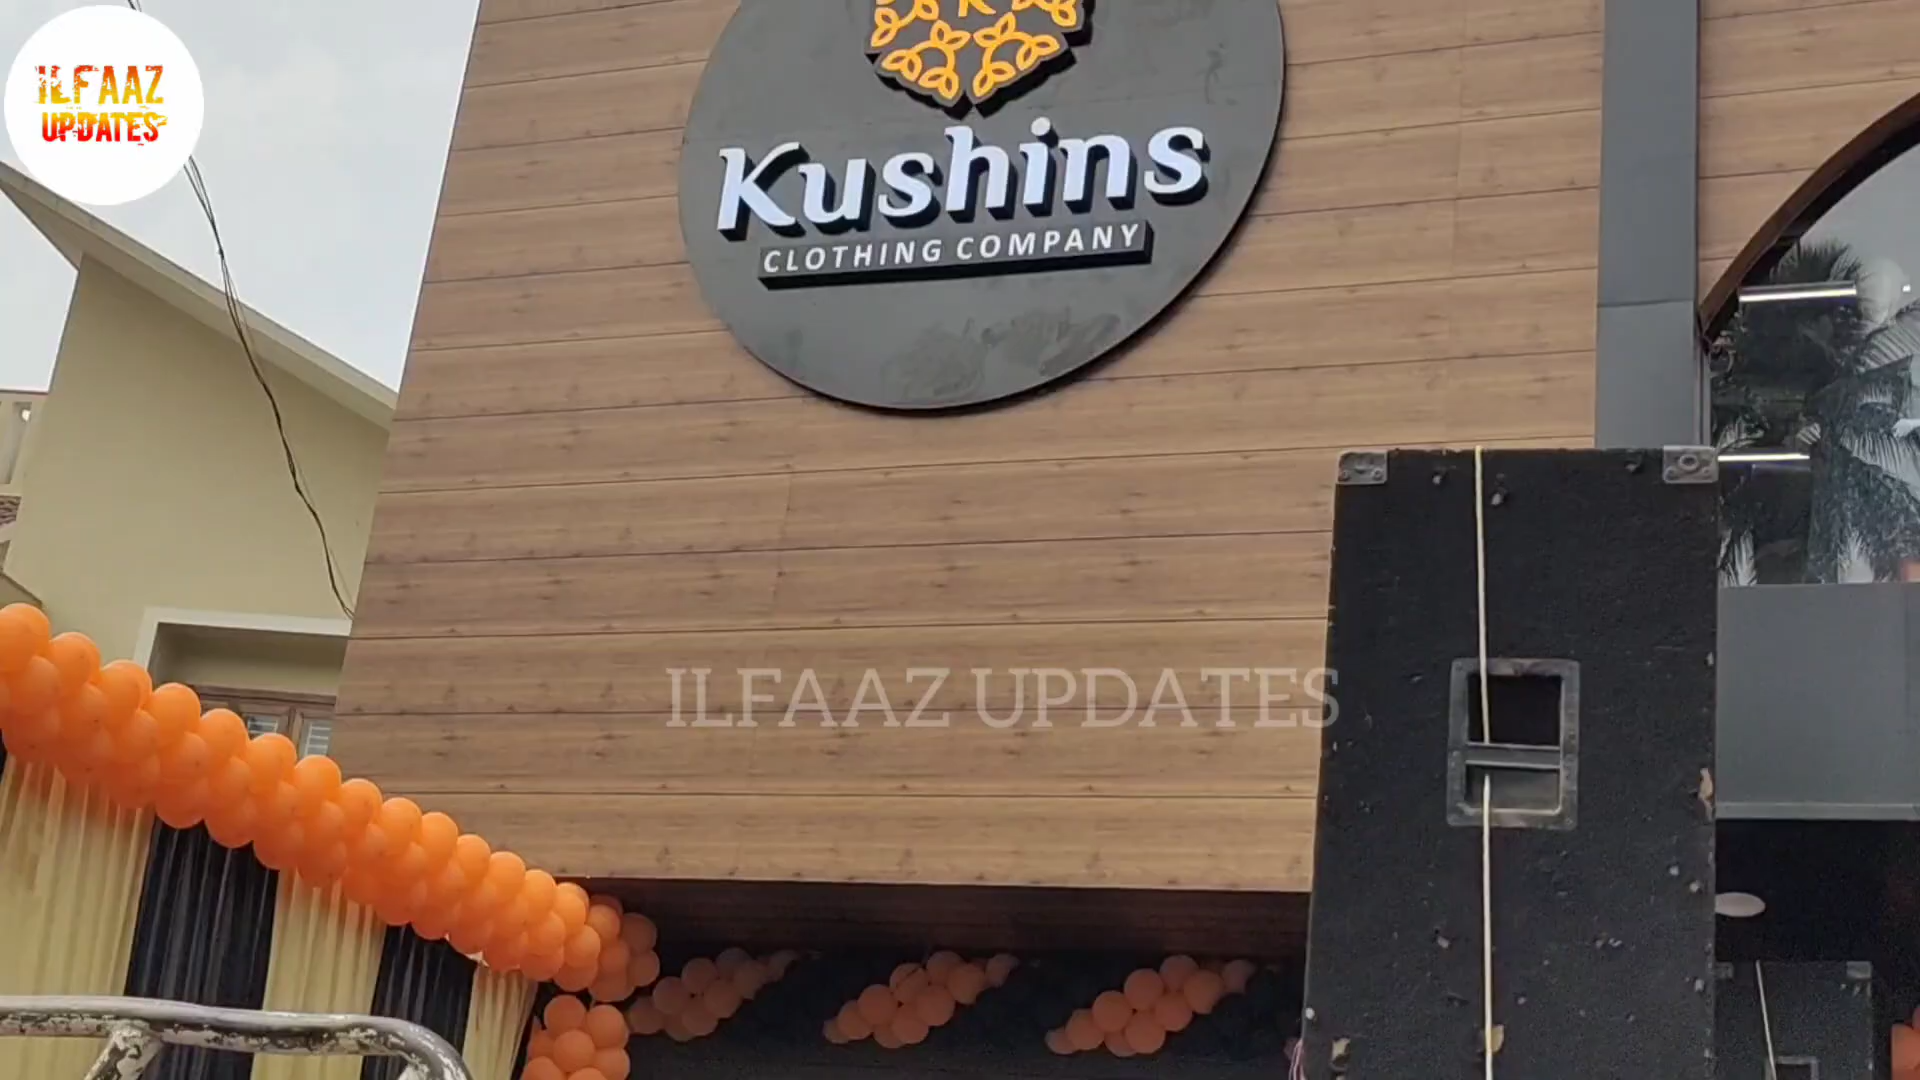 ILFAAZ
UPDATES
K
Kushins
CLOTHING COMPANY
ILFAAZ UPDATES